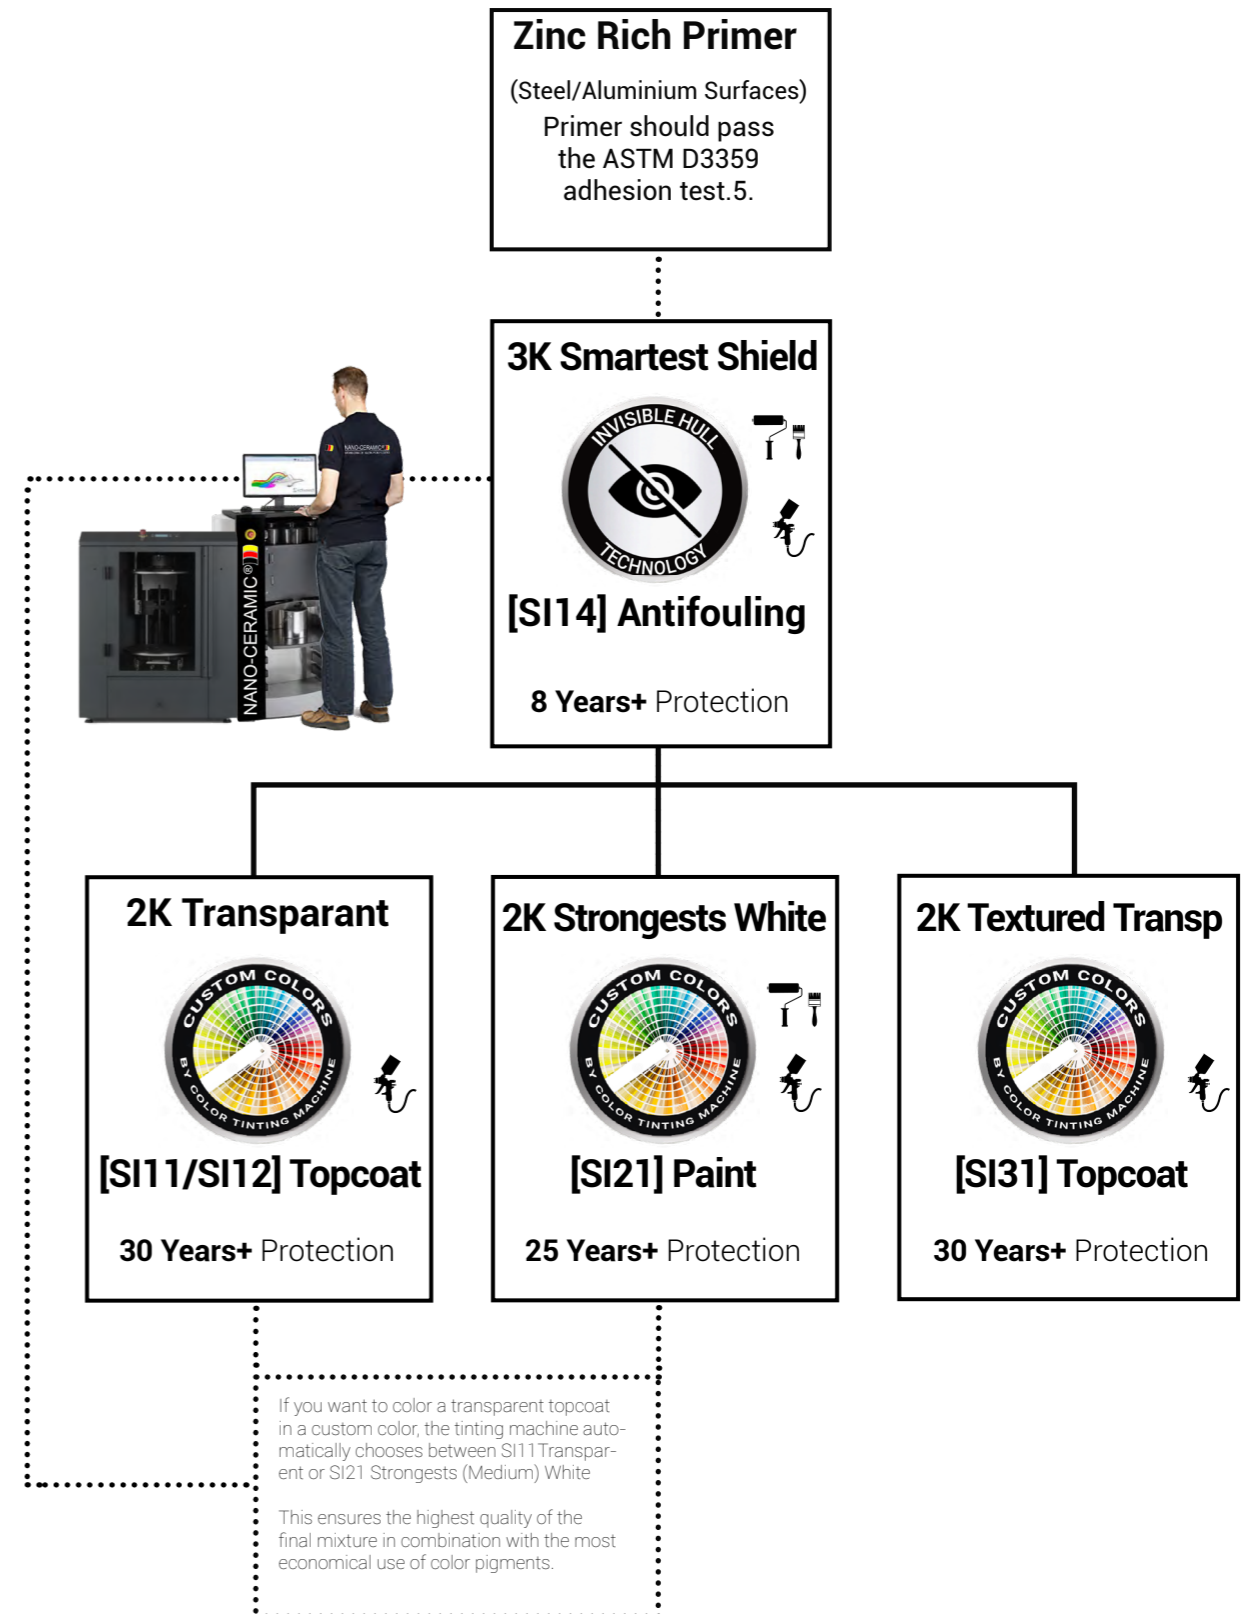 Zinc Rich Primer
(Steel/Aluminium Surfaces)
Primer should pass
the ASTM D3359
adhesion test.5.
3K Smartest Shield
INVISIBLE HULL
TECHNOLOGY
[SI14] Antifouling
8 Years+ Protection
NANO-CERAMIC®
NANO-CERAMIC®
2K Transparant
CUSTOM COLORS
BY COLOR TINTING MACHINE
[SI11/SI12] Topcoat
30 Years+ Protection
2K Strongests White
CUSTOM COLORS
BY COLOR TINTING MACHINE
[SI21] Paint
25 Years+ Protection
2K Textured Transp
CUSTOM COLORS
BY COLOR TINTING MACHINE
[SI31] Topcoat
30 Years+ Protection
If you want to color a transparent topcoat
in a custom color, the tinting machine auto-
matically chooses between SI11Transpar-
ent or SI21 Strongests (Medium) White
This ensures the highest quality of the
final mixture in combination with the most
economical use of color pigments.